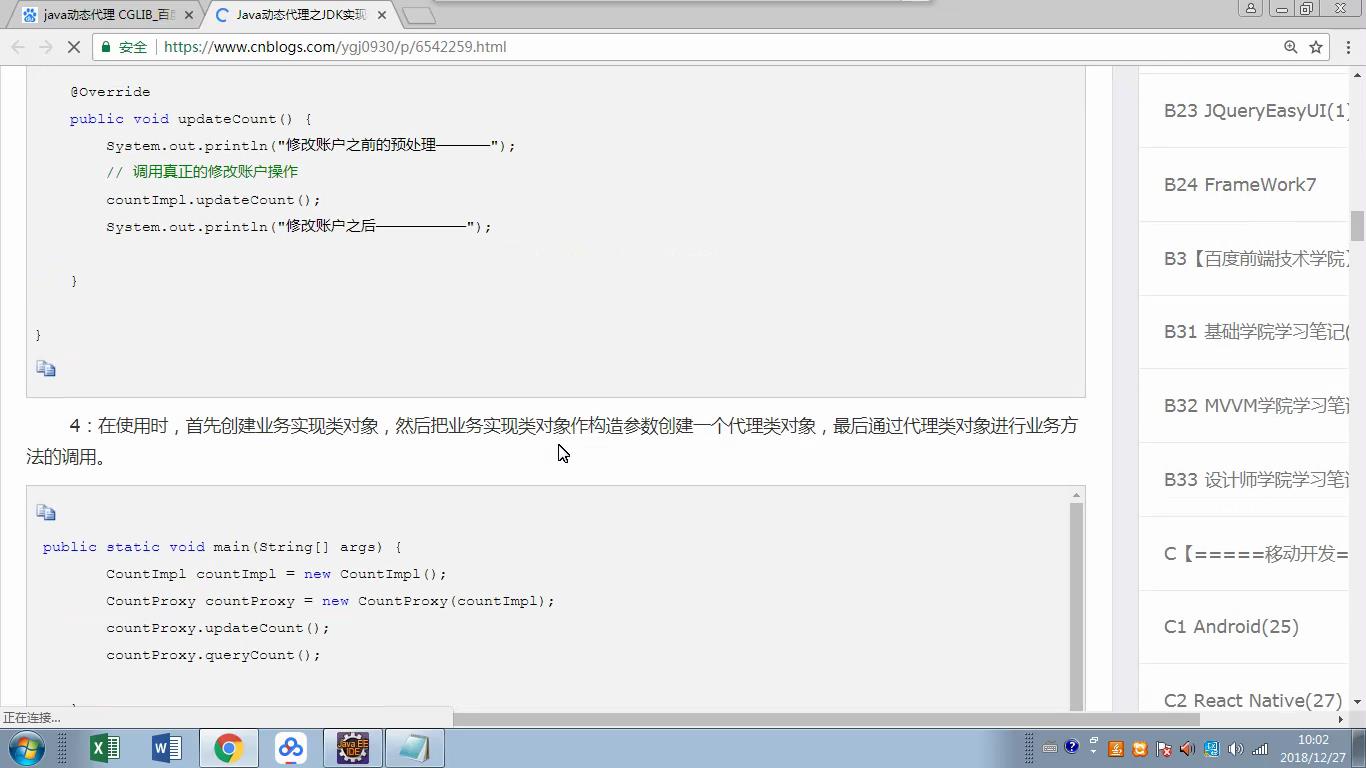 java动态代理 CGLIB_百
Java动态代理之JDK实现
安全 https://www.cnblogs.com/ygj0930/p/6542259.html
@Override
public void updateCount() {
System.out.println("修改账户之前的预处理——————");
// 调用真正的修改账户操作
countImpl.updateCount();
System.out.println("修改账户之后——————————");
}
}
4：在使用时，首先创建业务实现类对象，然后把业务实现类对象作构造参数创建一个代理类对象，最后通过代理类对象进行业务方
法的调用。
public static void main(String[] args) {
CountImpl countImpl = new CountImpl();
CountProxy countProxy = new CountProxy(countImpl);
countProxy.updateCount();
countProxy.queryCount();
B23 JQueryEasyUI(1)
B24 FrameWork7
B3【百度前端技术学院】
B31 基础学院学习笔记(
B32 MVVM学院学习笔
B33 设计师学院学习笔
C【=====移动开发=
C1 Android(25)
C2 React Native(27)
正在连接...
Java EE
IDE
10:02
2018/12/27